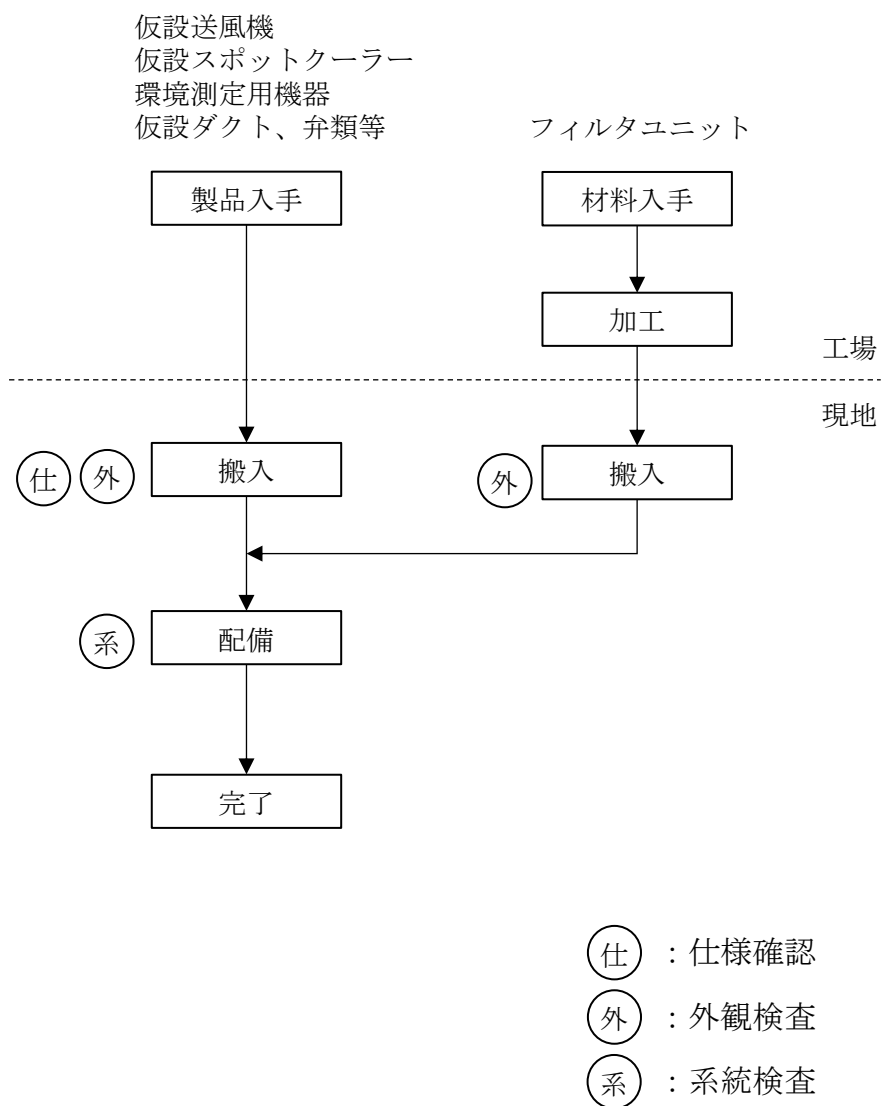 仮設送風機
仮設スポットクーラー
環境測定用機器
仮設ダクト、弁類等
フィルタユニット
製品入手
材料入手
加工
工場
現地
仕
外
搬入
外
搬入
系
配備
完了
仕：仕様確認
外：外観検査
系：系統検査